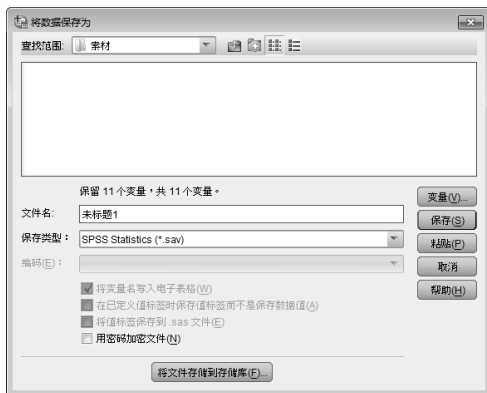 将数据保存为
查找范围: 素材
保留 11 个变量，共 11 个变量。
变量(V)...
文件名: 未标题1
保存(S)
保存类型： SPSS Statistics (*.sav)
粘贴(P)
编码(E)：
取消
将变量名写入电子表格(W)
帮助(H)
在已定义值标签时保存值标签而不是保存数据值(A)
将值标签保存到 .sas 文件(E)
用密码加密文件(N)
将文件存储到存储库(F)...